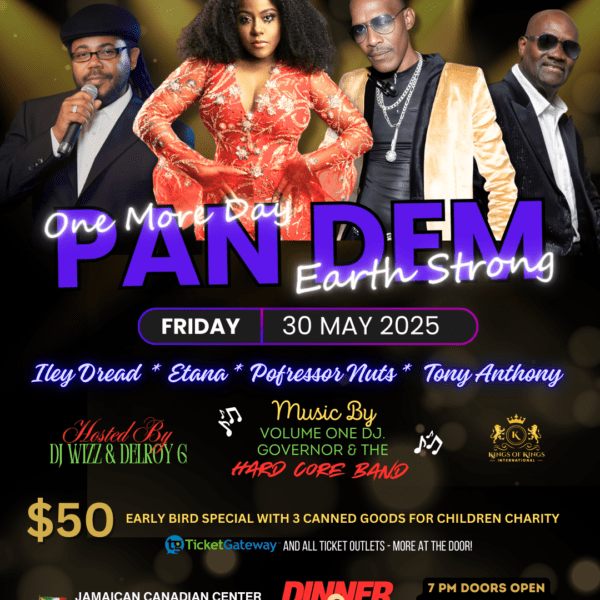 One More Day
PAN DEM
Earth Strong
FRIDAY 30 MAY 2025
Iley Dread * Etana * Pofressor Nuts * Tony Anthony
Hosted By
DJ WIZZ & DELROY G
Music By
VOLUME ONE DJ.
GOVERNOR & THE
HARD CORE BAND
K
KINGS OF KINGS
INTERNATIONAL
$50 EARLY BIRD SPECIAL WITH 3 CANNED GOODS FOR CHILDREN CHARITY
tg TicketGateway AND ALL TICKET OUTLETS - MORE AT THE DOOR!
JAMAICAN CANADIAN CENTER
DINNER
7 PM DOORS OPEN